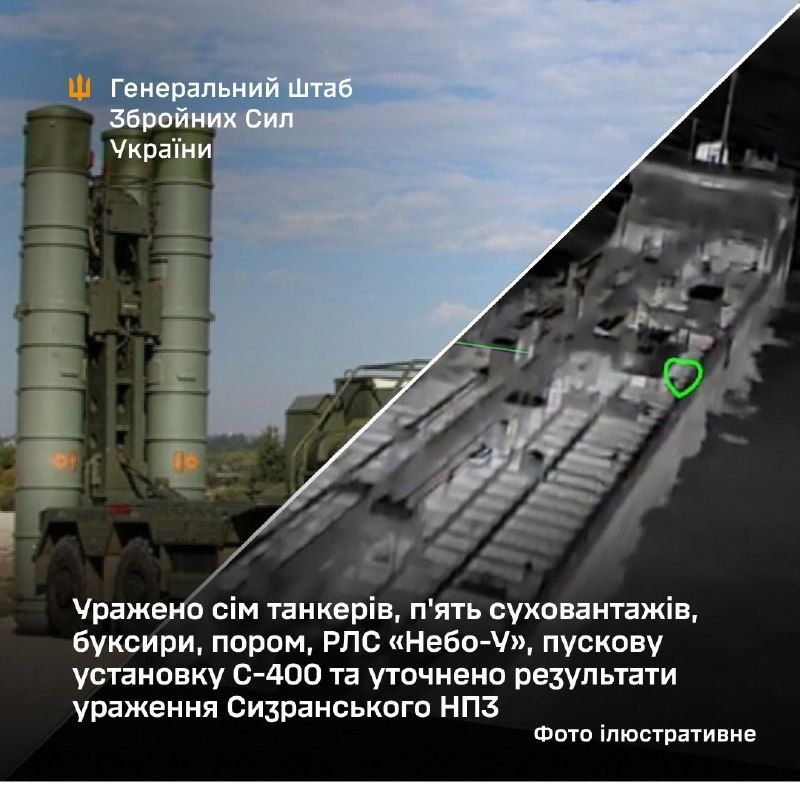 Генеральний штаб
Збройних Сил
України
Уражено сім танкерів, п'ять суховантажів,
буксири, пором, РЛС «Небо-У», пускову
установку С-400 та уточнено результати
ураження Сизранського НПЗ
Фото ілюстративне